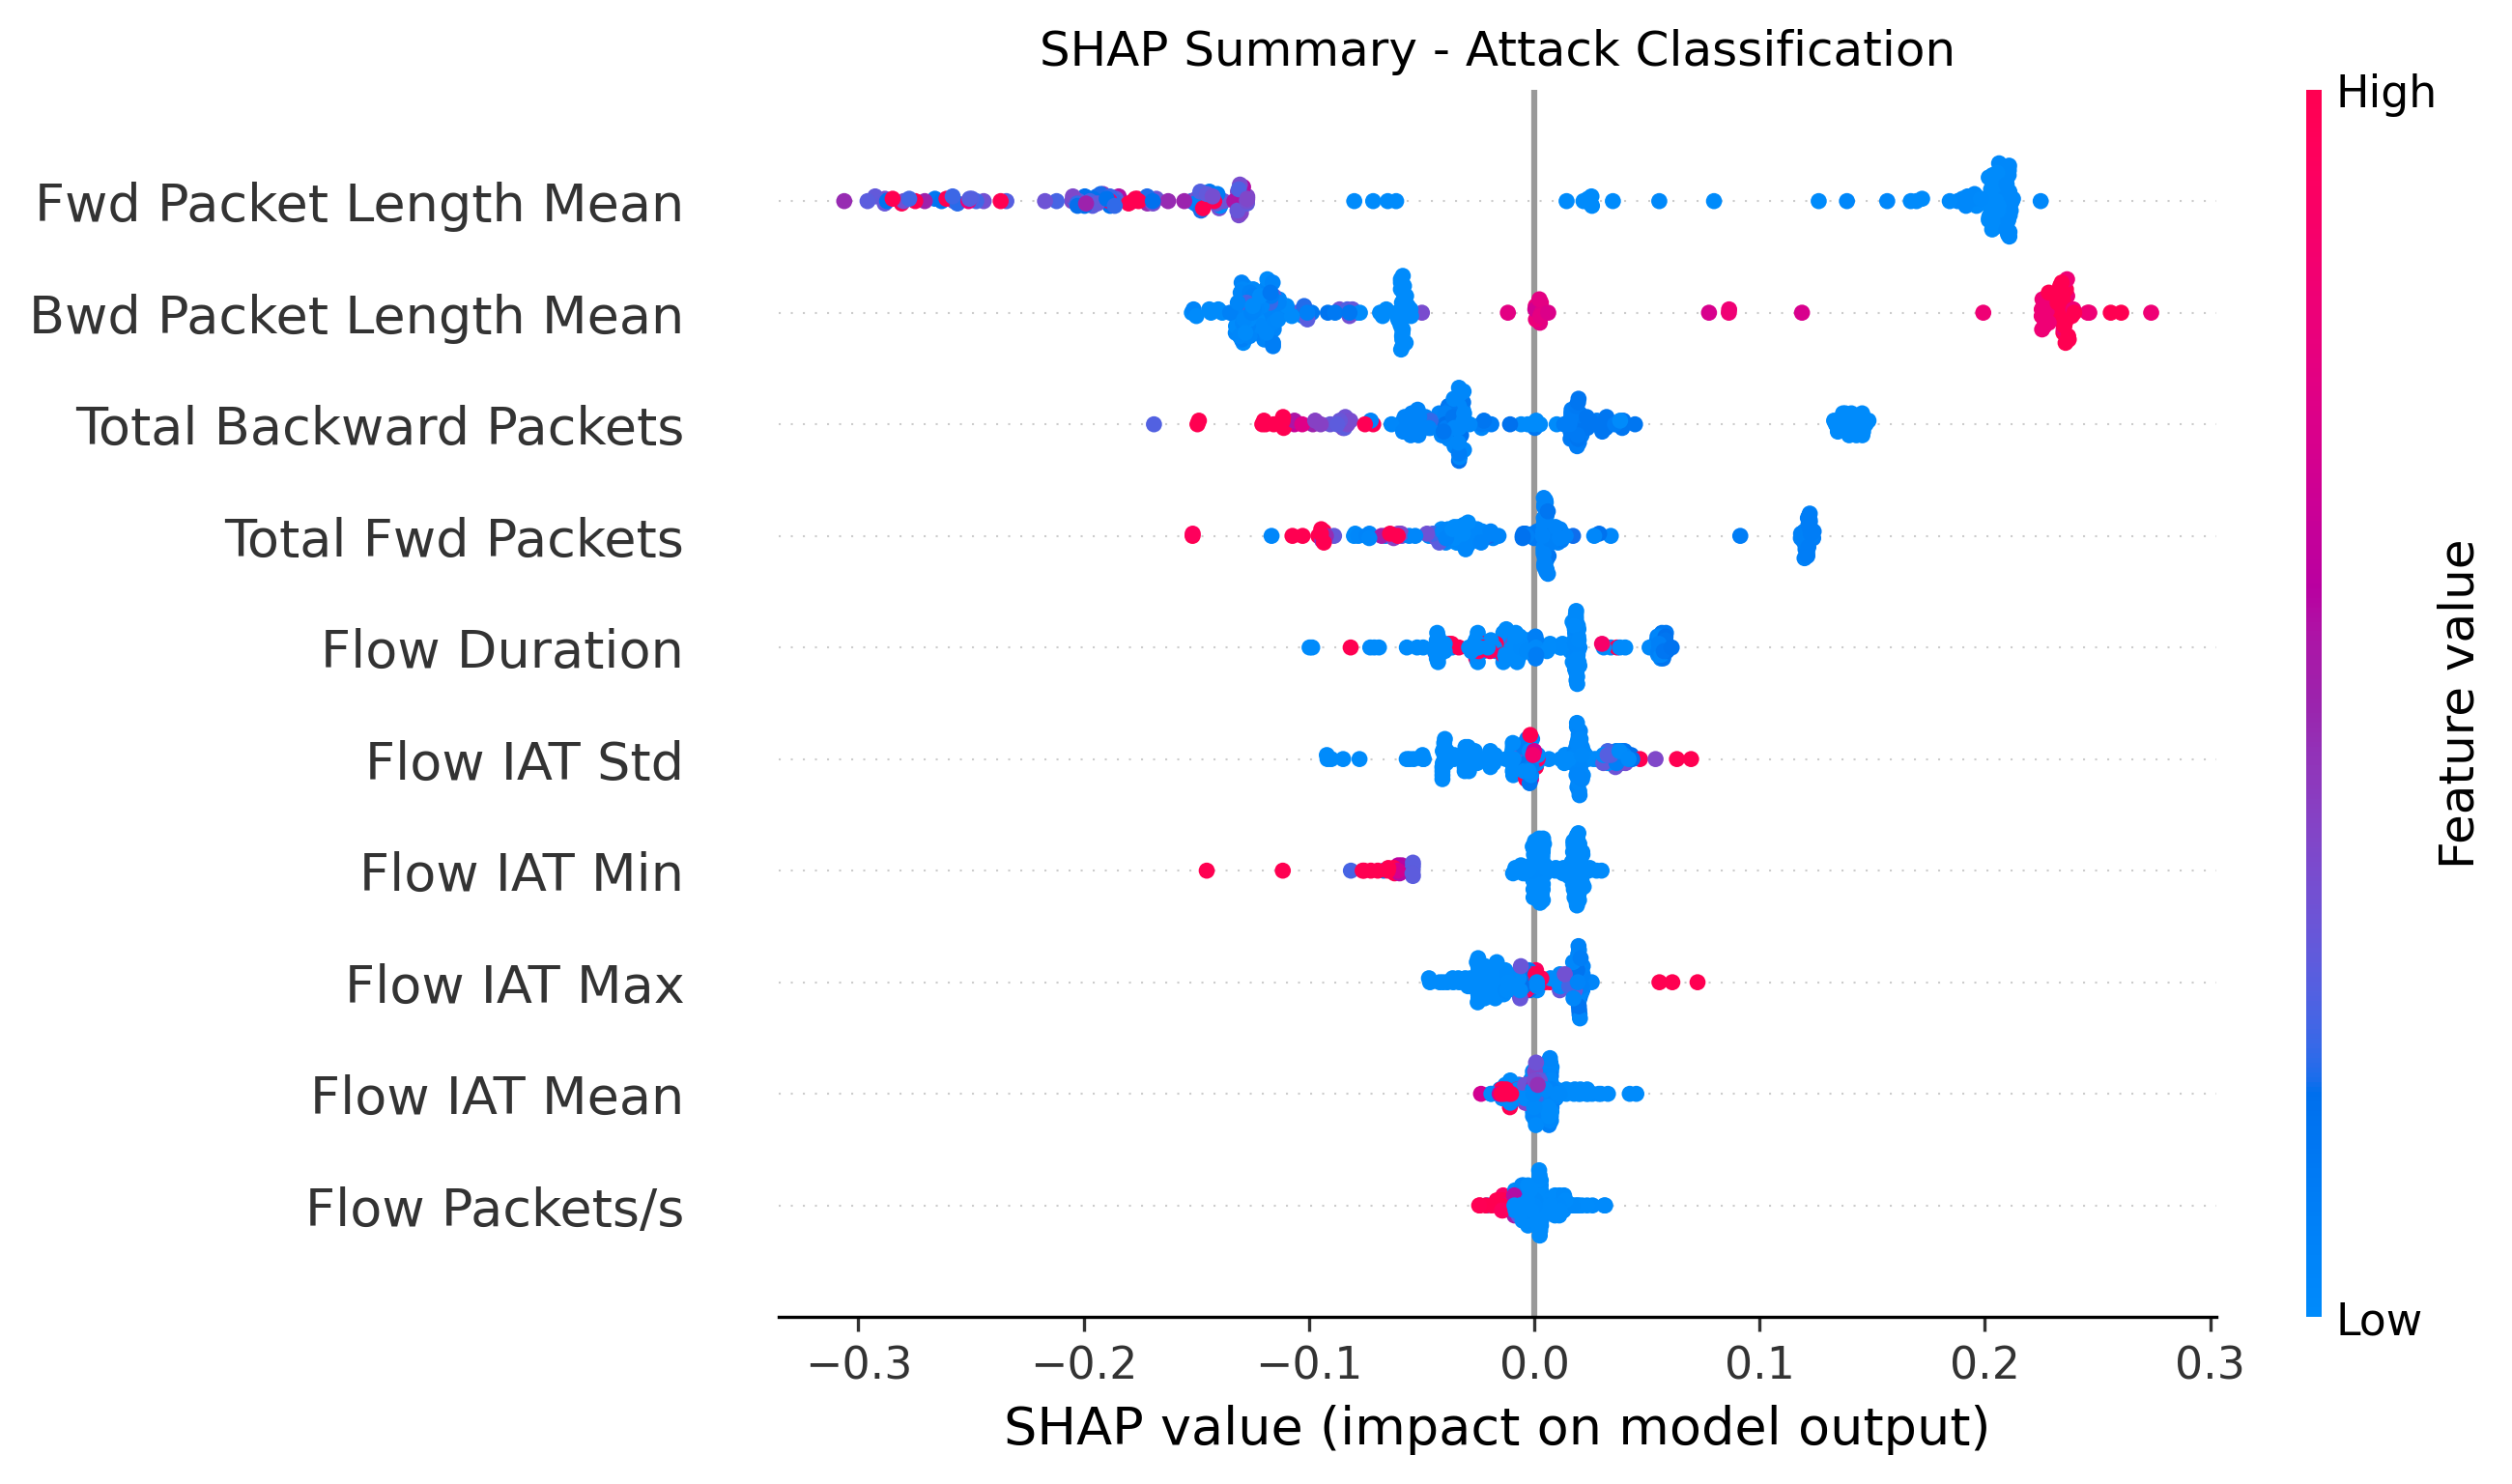 SHAP Summary - Attack Classification
High
Fwd Packet Length Mean
Bwd Packet Length Mean
Total Backward Packets
Total Fwd Packets
Flow Duration
Flow IAT Std
Flow IAT Min
Flow IAT Max
Flow IAT Mean
Flow Packets/s
Feature value
Low
−0.3 −0.2 −0.1 0.0 0.1 0.2 0.3
SHAP value (impact on model output)